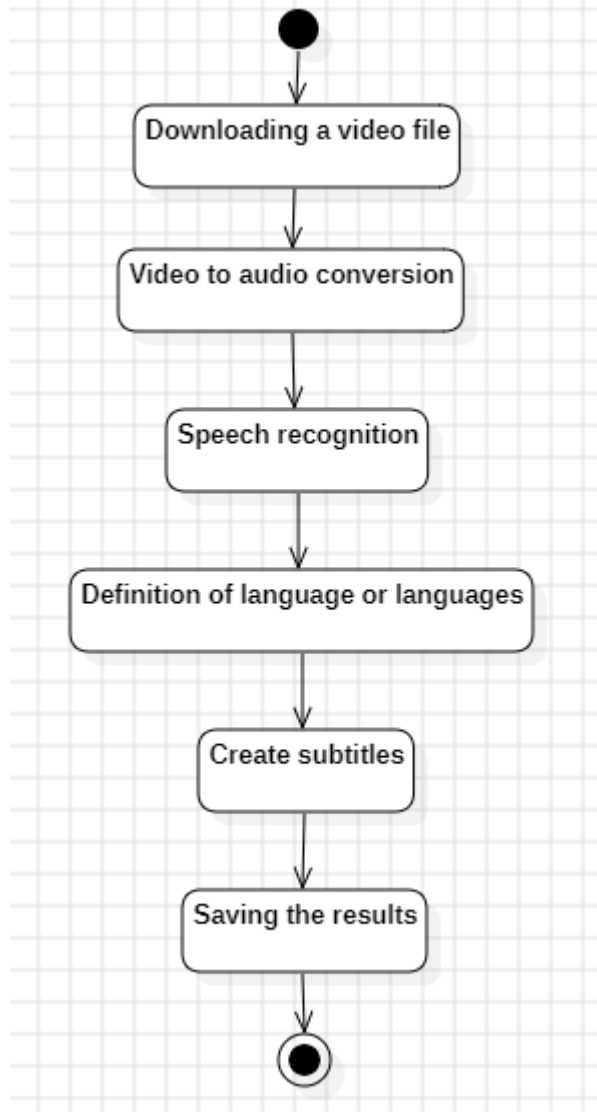 Downloading a video file
Video to audio conversion
Speech recognition
Definition of language or languages
Create subtitles
Saving the results